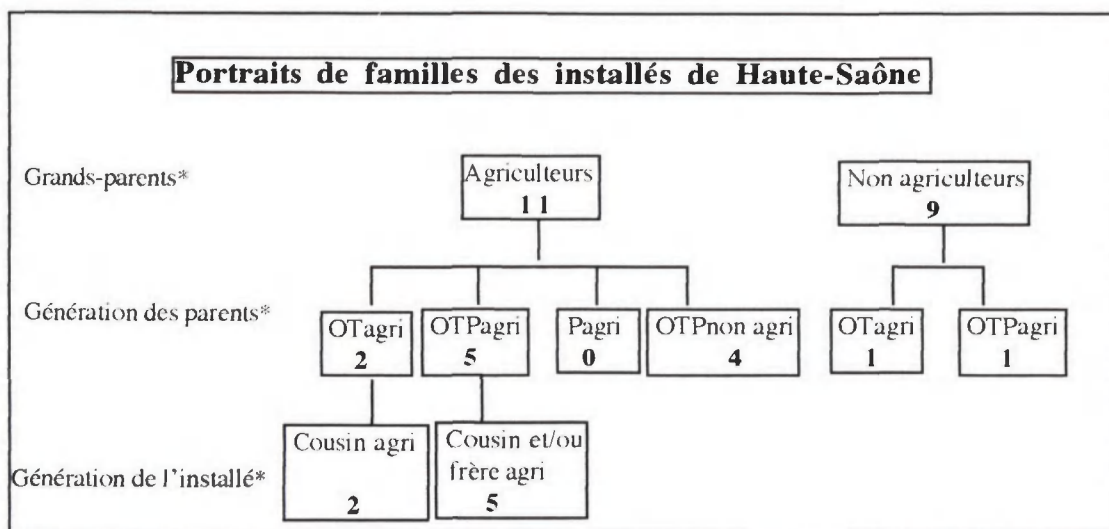 Portraits de familles des installés de Haute-Saône
Grands-parents*
Agriculteurs
11
Non agriculteurs
9
Génération des parents*
OTagri
2
OTPagri
5
Pagri
0
OTPnon agri
4
OTagri
1
OTPagri
1
Génération de l'installé*
Cousin agri
2
Cousin et/ou
frère agri
5